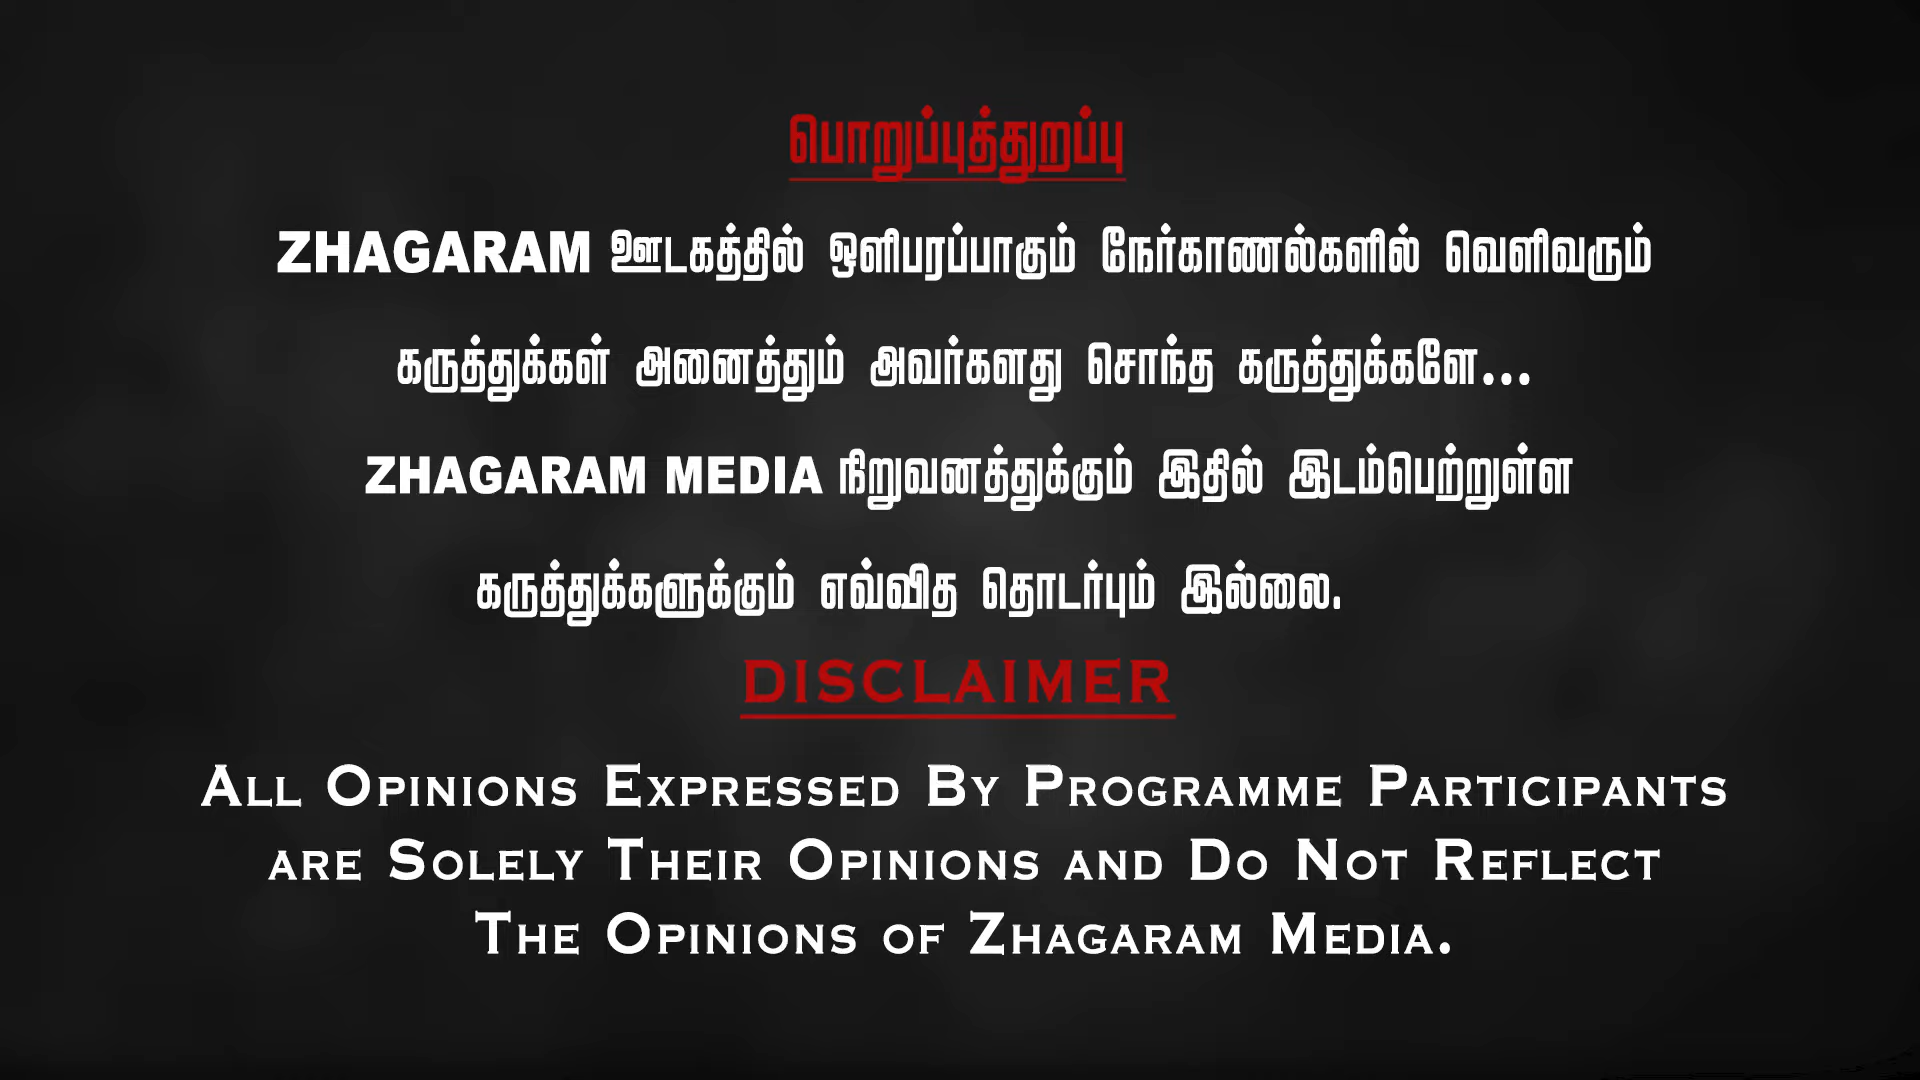 பொறுப்புத்துறப்பு
ZHAGARAM ஊடகத்தில் ஒளிபரப்பாகும் நேர்காணல்களில் வெளிவரும்
கருத்துக்கள் அனைத்தும் அவர்களது சொந்த கருத்துக்களே...
ZHAGARAM MEDIA நிறுவனத்துக்கும் இதில் இடம்பெற்றுள்ள
கருத்துக்களுக்கும் எவ்வித தொடர்பும் இல்லை.
DISCLAIMER
All Opinions Expressed By Programme Participants
are Solely Their Opinions and Do Not Reflect
The Opinions of Zhagaram Media.